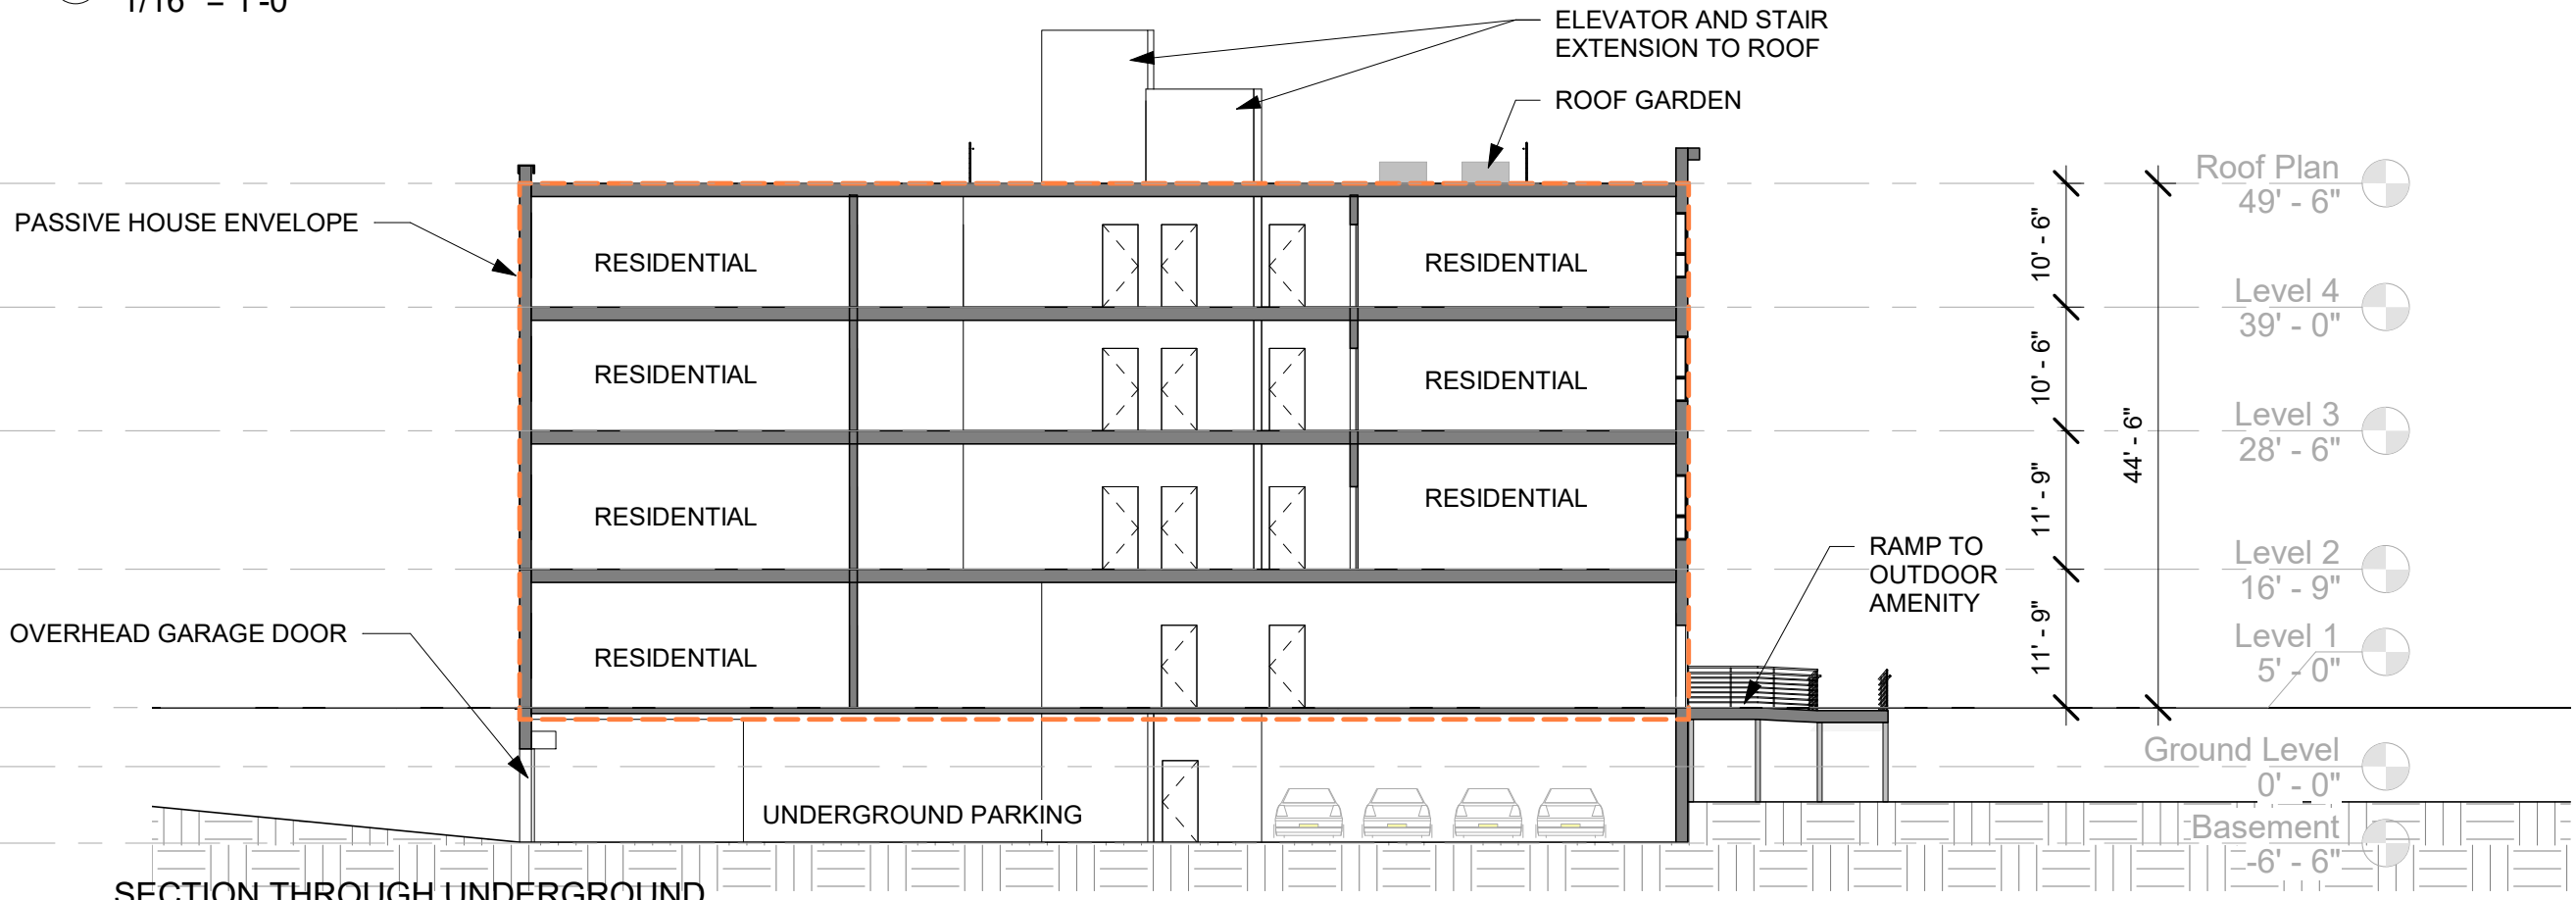 1/16" = 1'-0"
ELEVATOR AND STAIR
EXTENSION TO ROOF
ROOF GARDEN
PASSIVE HOUSE ENVELOPE
OVERHEAD GARAGE DOOR
RESIDENTIAL
RESIDENTIAL
RESIDENTIAL
RESIDENTIAL
RESIDENTIAL
RESIDENTIAL
RESIDENTIAL
UNDERGROUND PARKING
RAMP TO
OUTDOOR
AMENITY
10' - 6"
10' - 6"
11' - 9"
11' - 9"
44' - 6"
Roof Plan
49' - 6"
Level 4
39' - 0"
Level 3
28' - 6"
Level 2
16' - 9"
Level 1
5' - 0"
Ground Level
0' - 0"
Basement
-6' - 6"
SECTION THROUGH UNDERGROUND